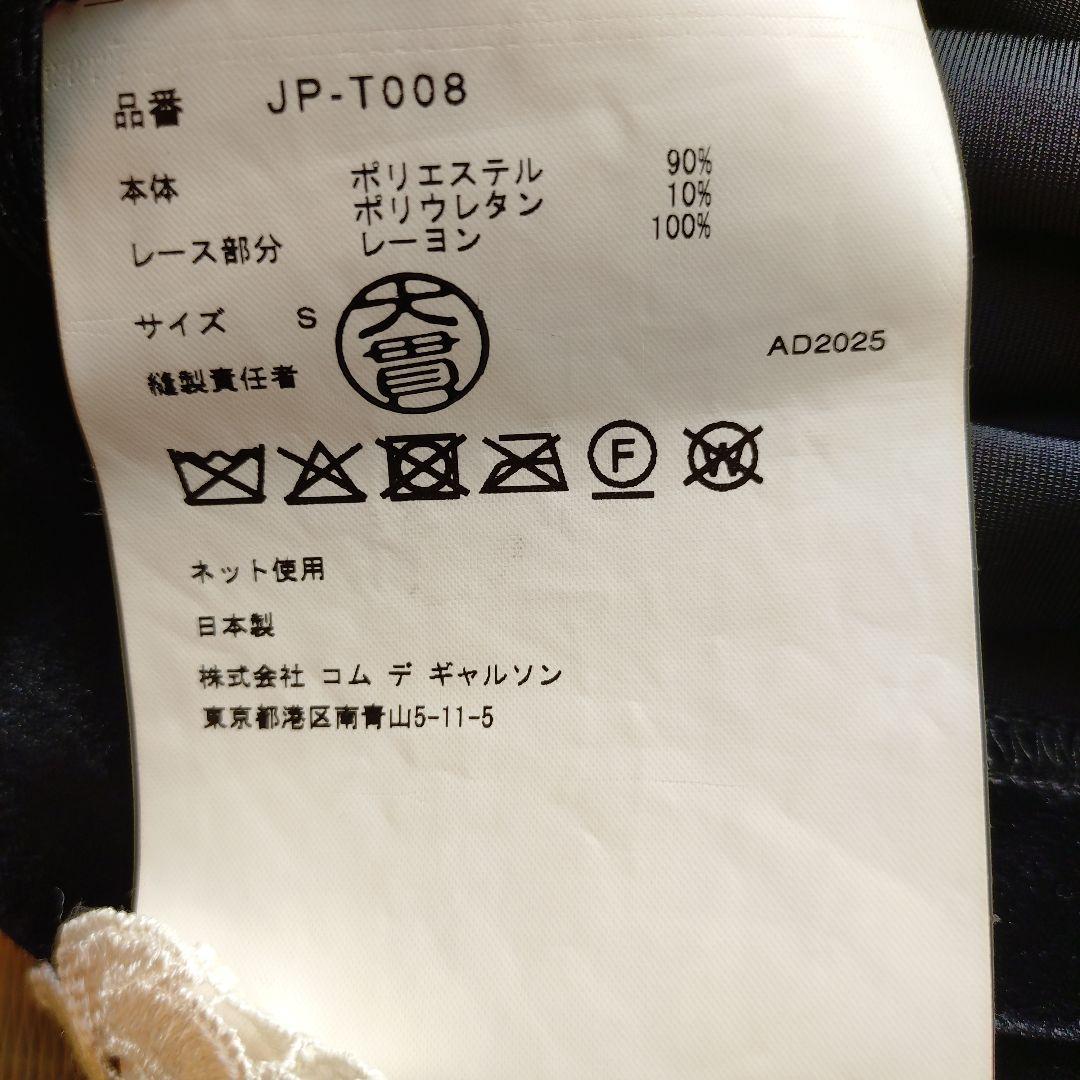 品番 JP-T008
本体 ポリエステル 90%
ポリウレタン 10%
レース部分 レーヨン 100%
サイズ S
大貫
AD2025
縫製責任者
F
W
ネット使用
日本製
株式会社 コム デ ギャルソン
東京都港区南青山5-11-5